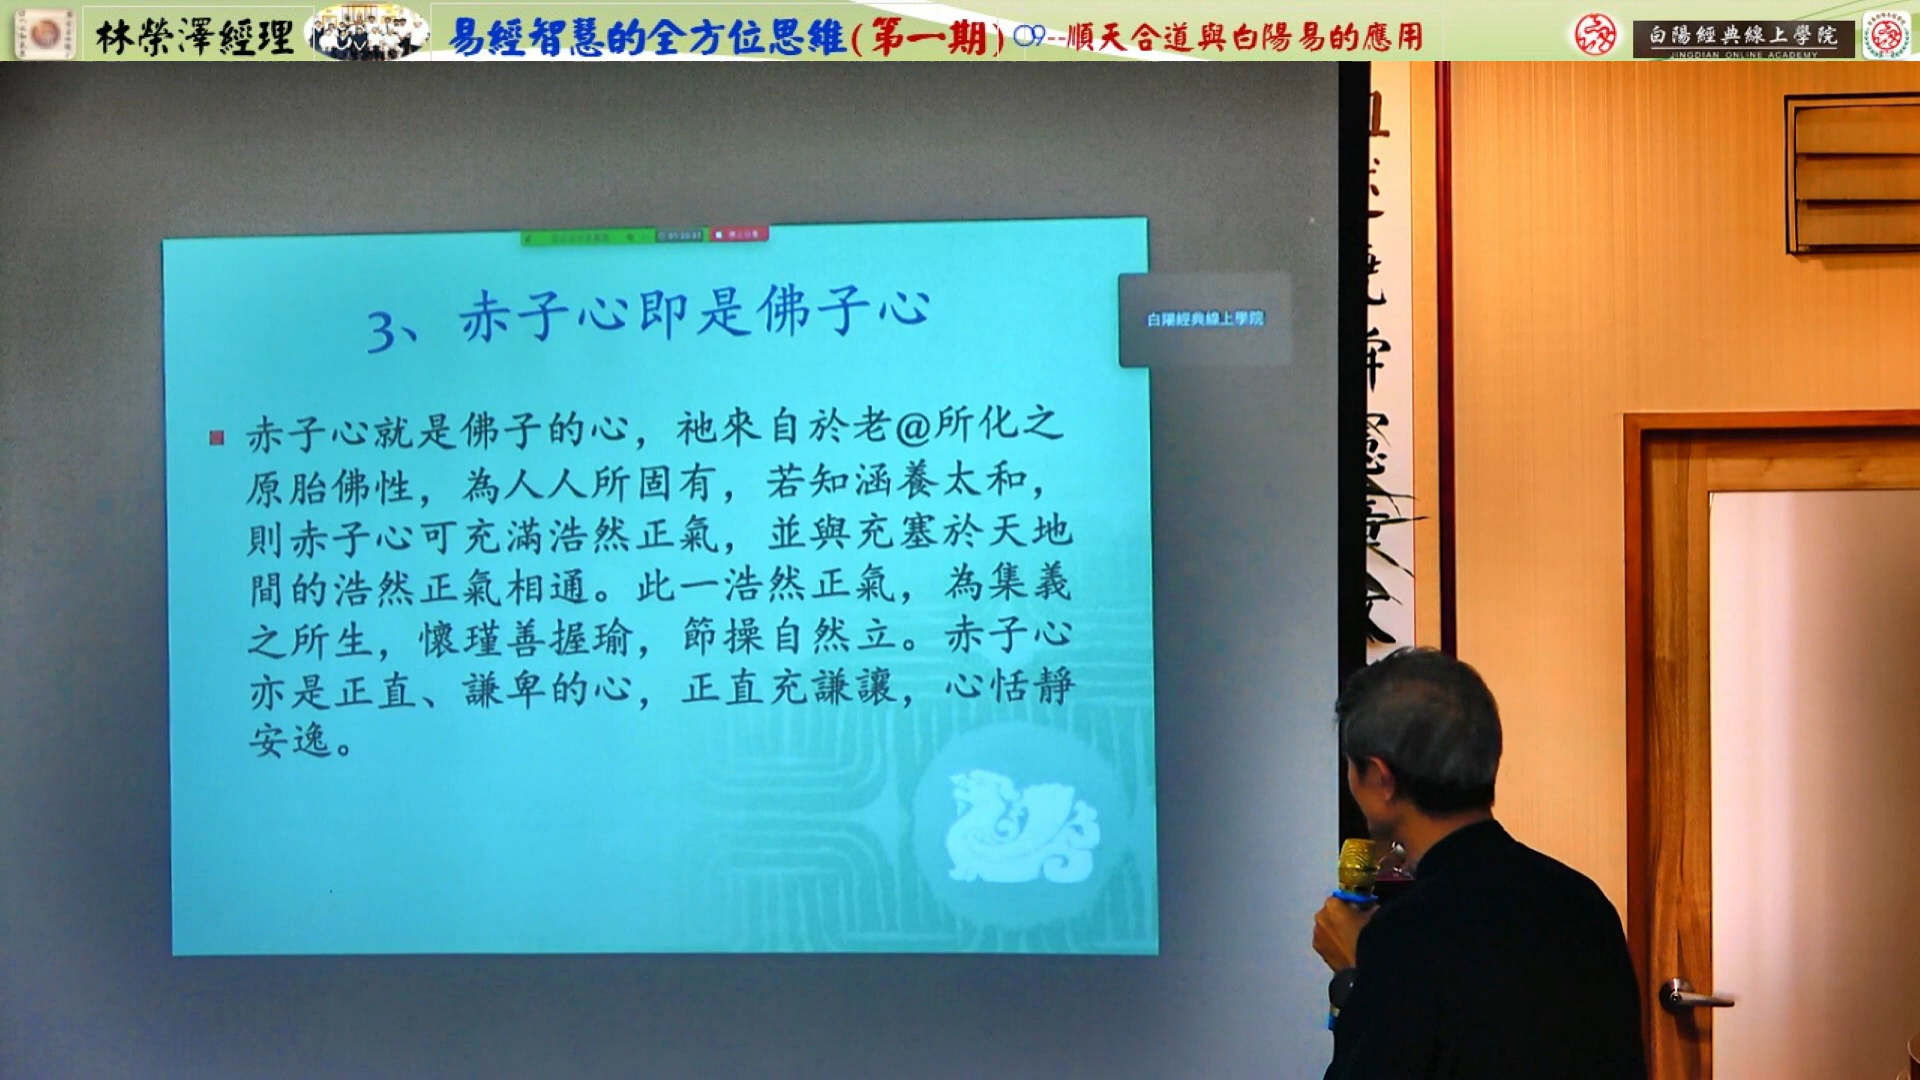 林榮澤經理 易經智慧的全方位思維(第一期) 09--順天合道與白陽易的應用 白陽經典線上學院
JINGDIAN ONLINE ACADEMY
3、赤子心即是佛子心
白陽經典線上學院
赤子心就是佛子的心，祂來自於老@所化之
原胎佛性，為人人所固有，若知涵養太和，
則赤子心可充滿浩然正氣，並與充塞於天地
間的浩然正氣相通。此一浩然正氣，為集義
之所生，懷瑾善握瑜，節操自然立。赤子心
亦是正直、謙卑的心，正直充謙讓，心恬靜
安逸。